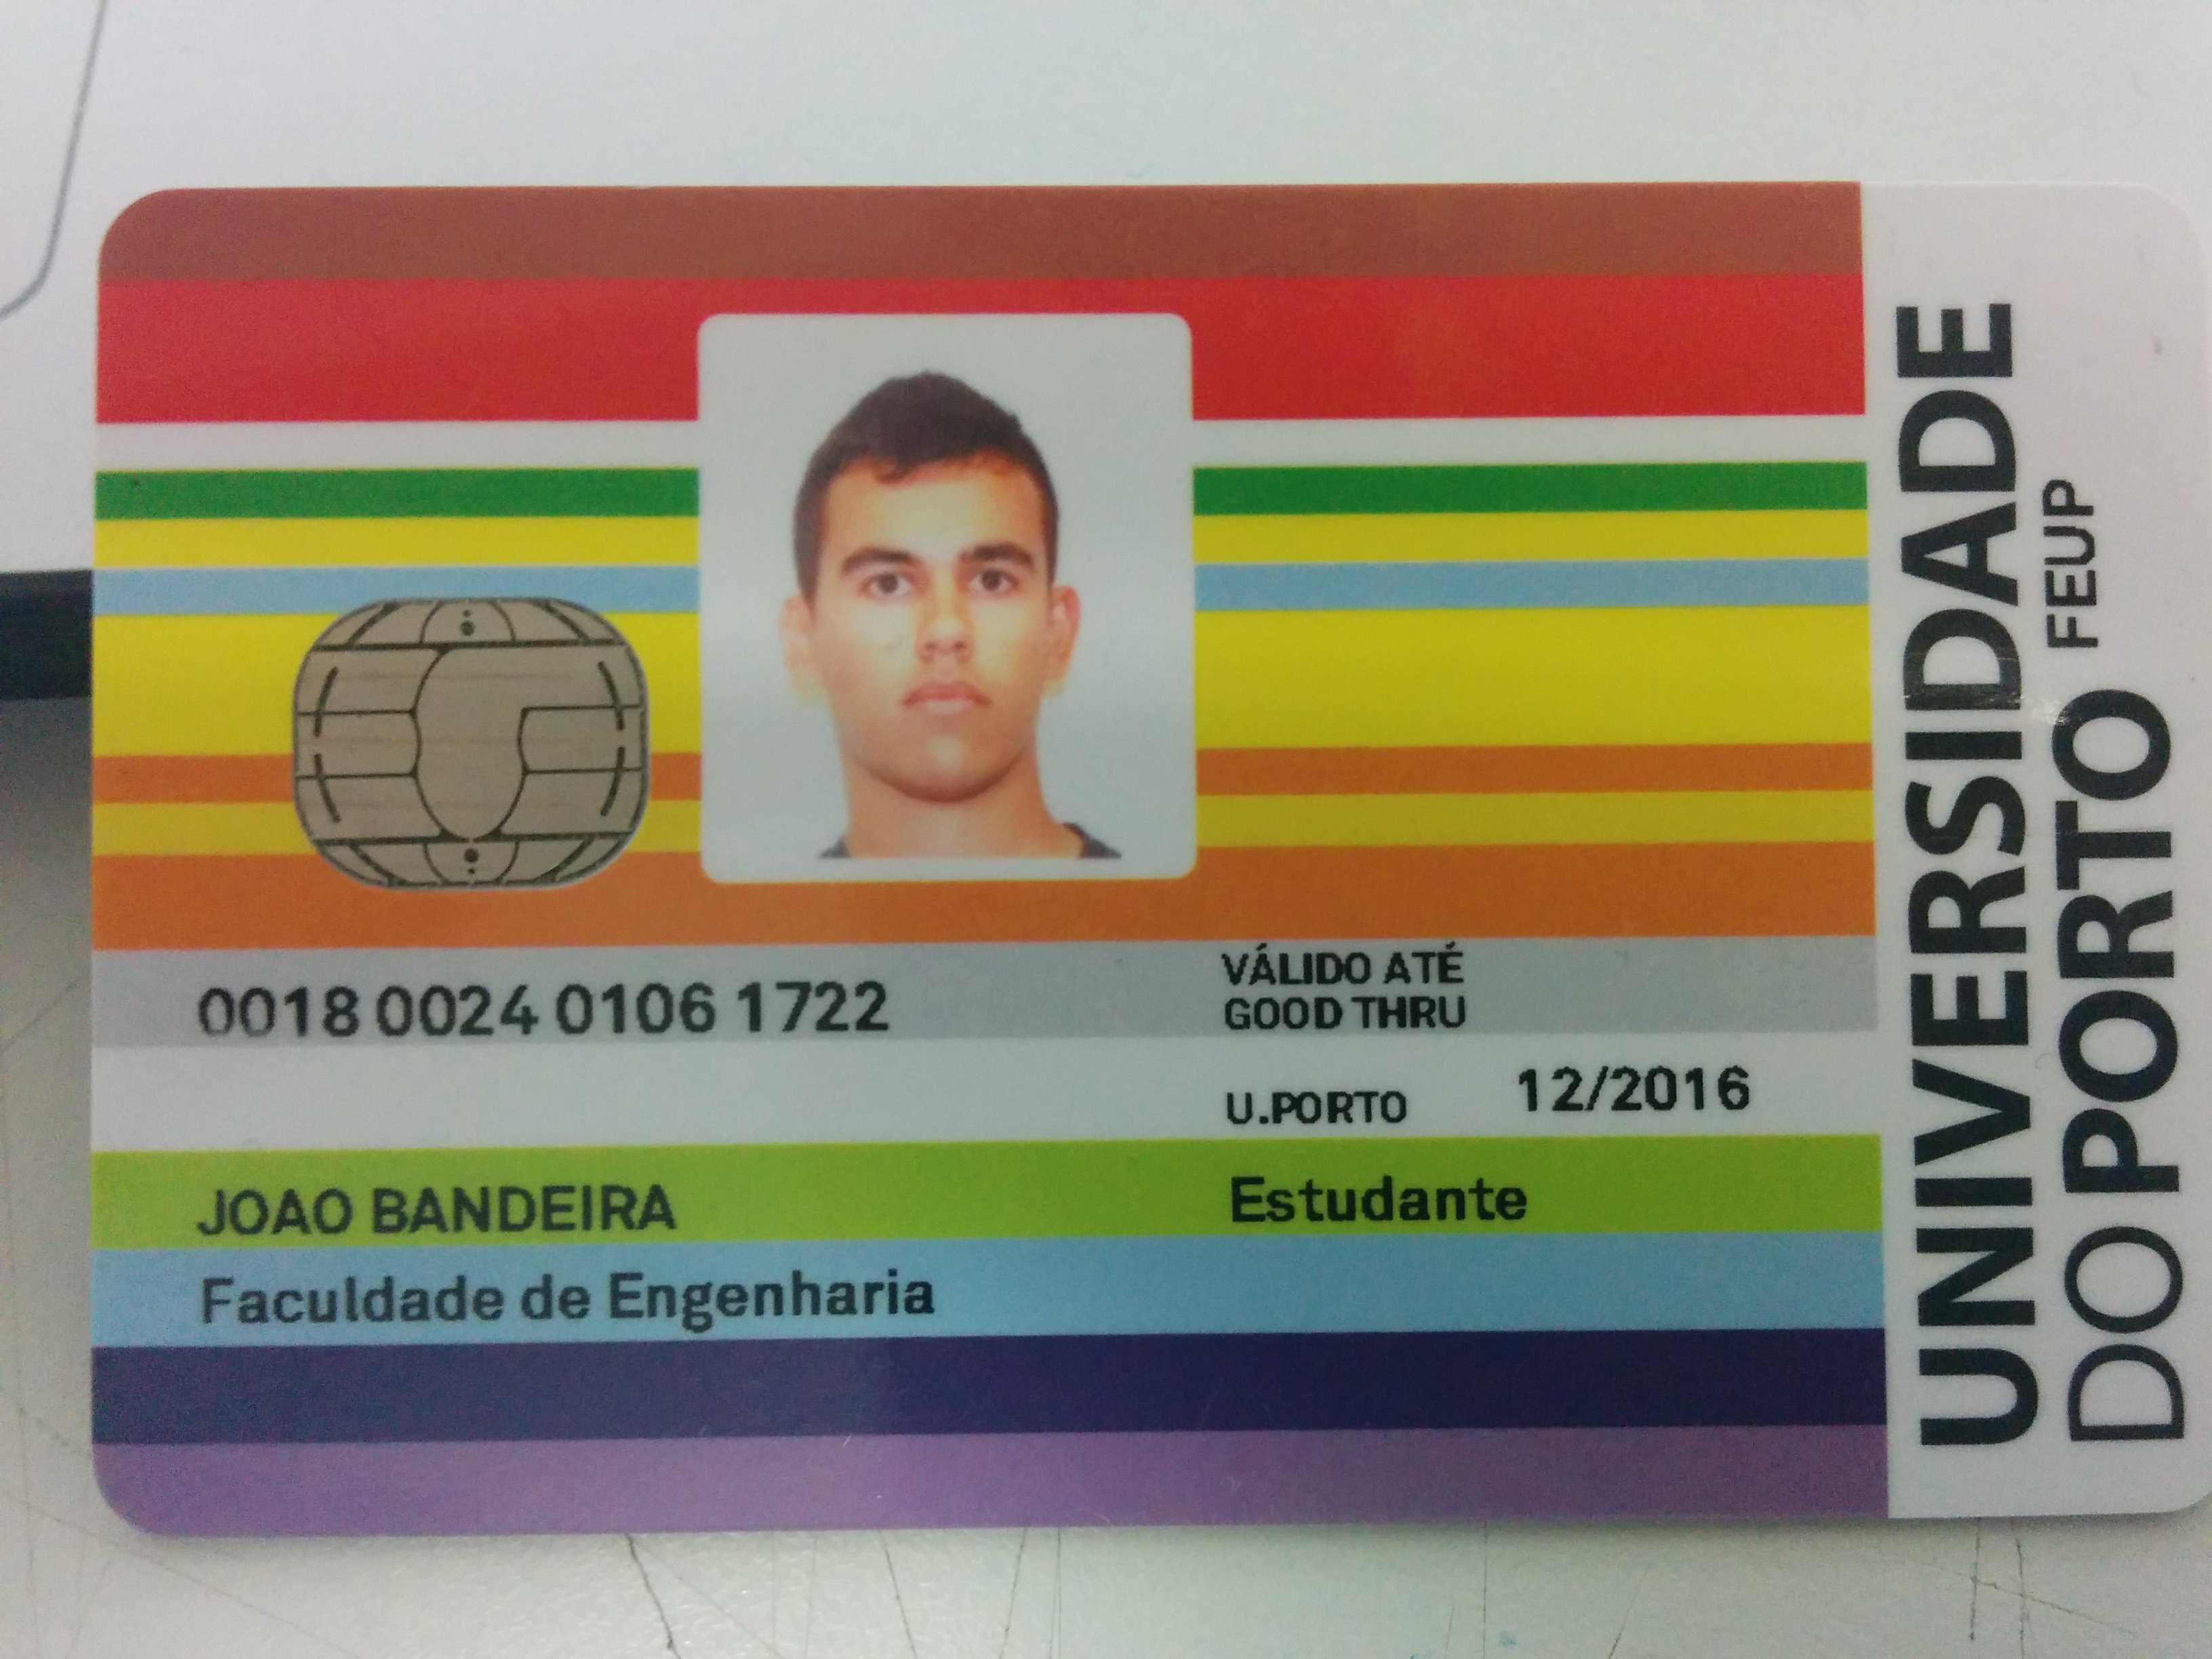 0018 0024 0106 1722
VÁLIDO ATÉ
GOOD THRU
U.PORTO 12/2016
JOAO BANDEIRA Estudante
Faculdade de Engenharia
UNIVERSIDADE
DO PORTO FEUP